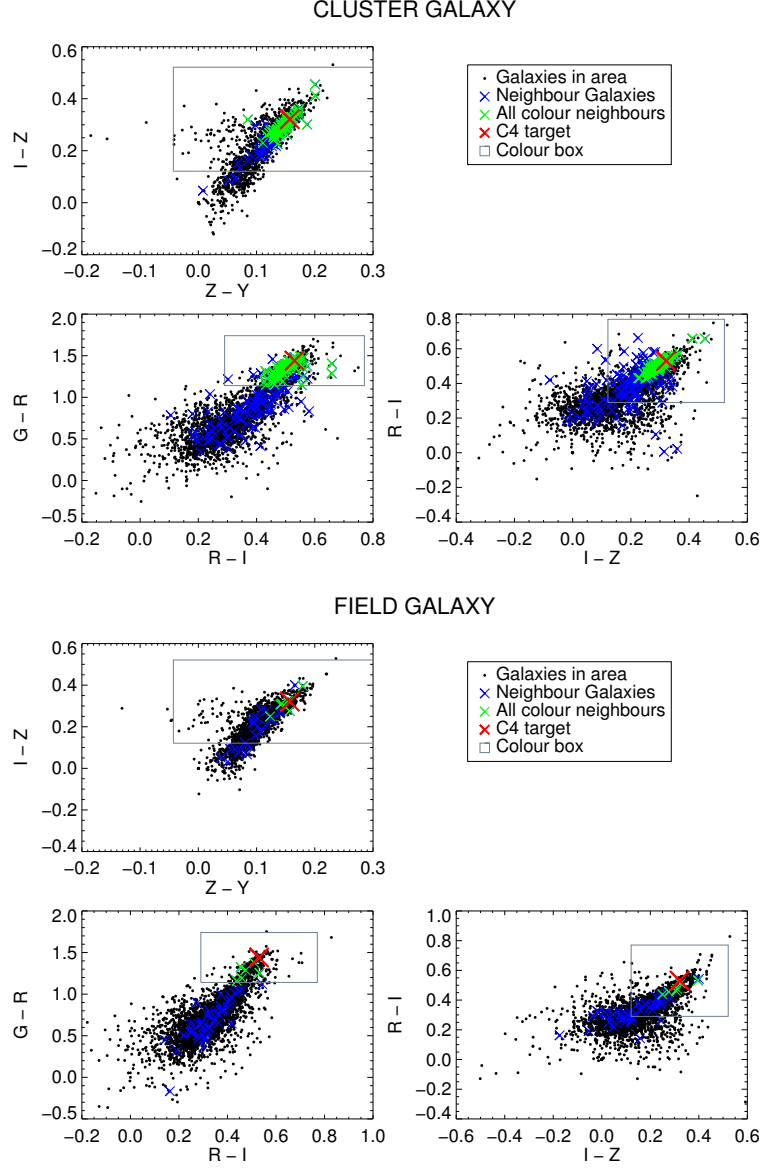 CLUSTER GALAXY
0.6
0.4
0.2
0.0
−0.2
I − Z
−0.2 −0.1 0.0 0.1 0.2 0.3
Z − Y
Galaxies in area
Neighbour Galaxies
All colour neighbours
C4 target
Colour box
2.0
1.5
1.0
0.5
0.0
−0.5
G − R
−0.2 0.0 0.2 0.4 0.6 0.8
R − I
0.8
0.6
0.4
0.2
0.0
−0.2
−0.4
R − I
−0.4 −0.2 0.0 0.2 0.4 0.6
I − Z
FIELD GALAXY
0.6
0.4
0.2
0.0
−0.2
−0.4
I − Z
−0.2 −0.1 0.0 0.1 0.2 0.3
Z − Y
Galaxies in area
Neighbour Galaxies
All colour neighbours
C4 target
Colour box
2.0
1.5
1.0
0.5
0.0
−0.5
G − R
−0.2 0.0 0.2 0.4 0.6 0.8 1.0
R − I
1.0
0.8
0.6
0.4
0.2
0.0
−0.2
−0.4
R − I
−0.6 −0.4 −0.2 0.0 0.2 0.4 0.6
I − Z